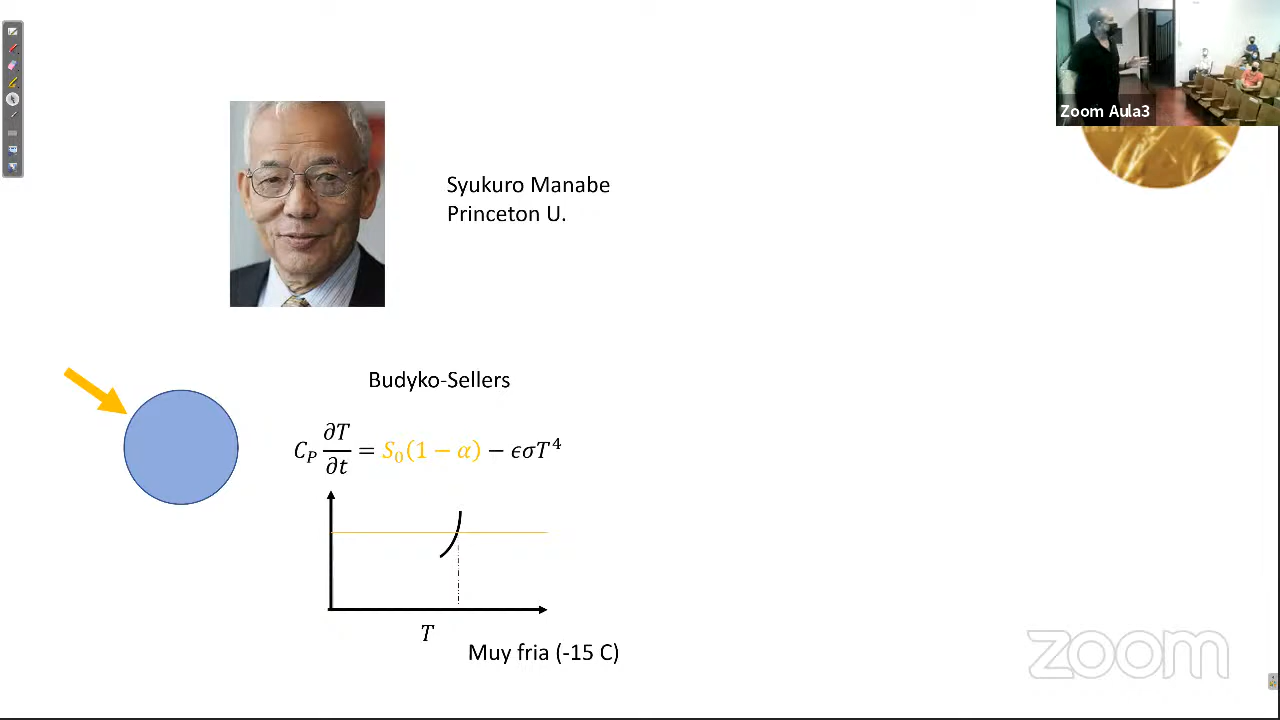 Zoom Aula3
Syukuro Manabe
Princeton U.
Budyko-Sellers
C_P ∂T/∂t = S_0(1 − α) − ϵσT^4
T
Muy fria (-15 C)
zoom